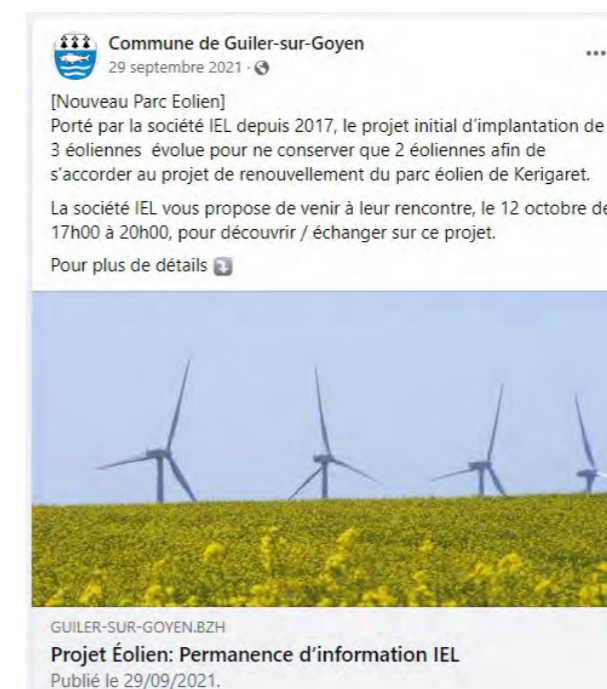 Commune de Guiler-sur-Goyen
29 septembre 2021 ·
[Nouveau Parc Eolien]
Porté par la société IEL depuis 2017, le projet initial d'implantation de
3 éoliennes évolue pour ne conserver que 2 éoliennes afin de
s'accorder au projet de renouvellement du parc éolien de Kerigaret.
La société IEL vous propose de venir à leur rencontre, le 12 octobre de
17h00 à 20h00, pour découvrir / échanger sur ce projet.
Pour plus de détails
GUILER-SUR-GOYEN.BZH
Projet Éolien: Permanence d'information IEL
Publié le 29/09/2021.